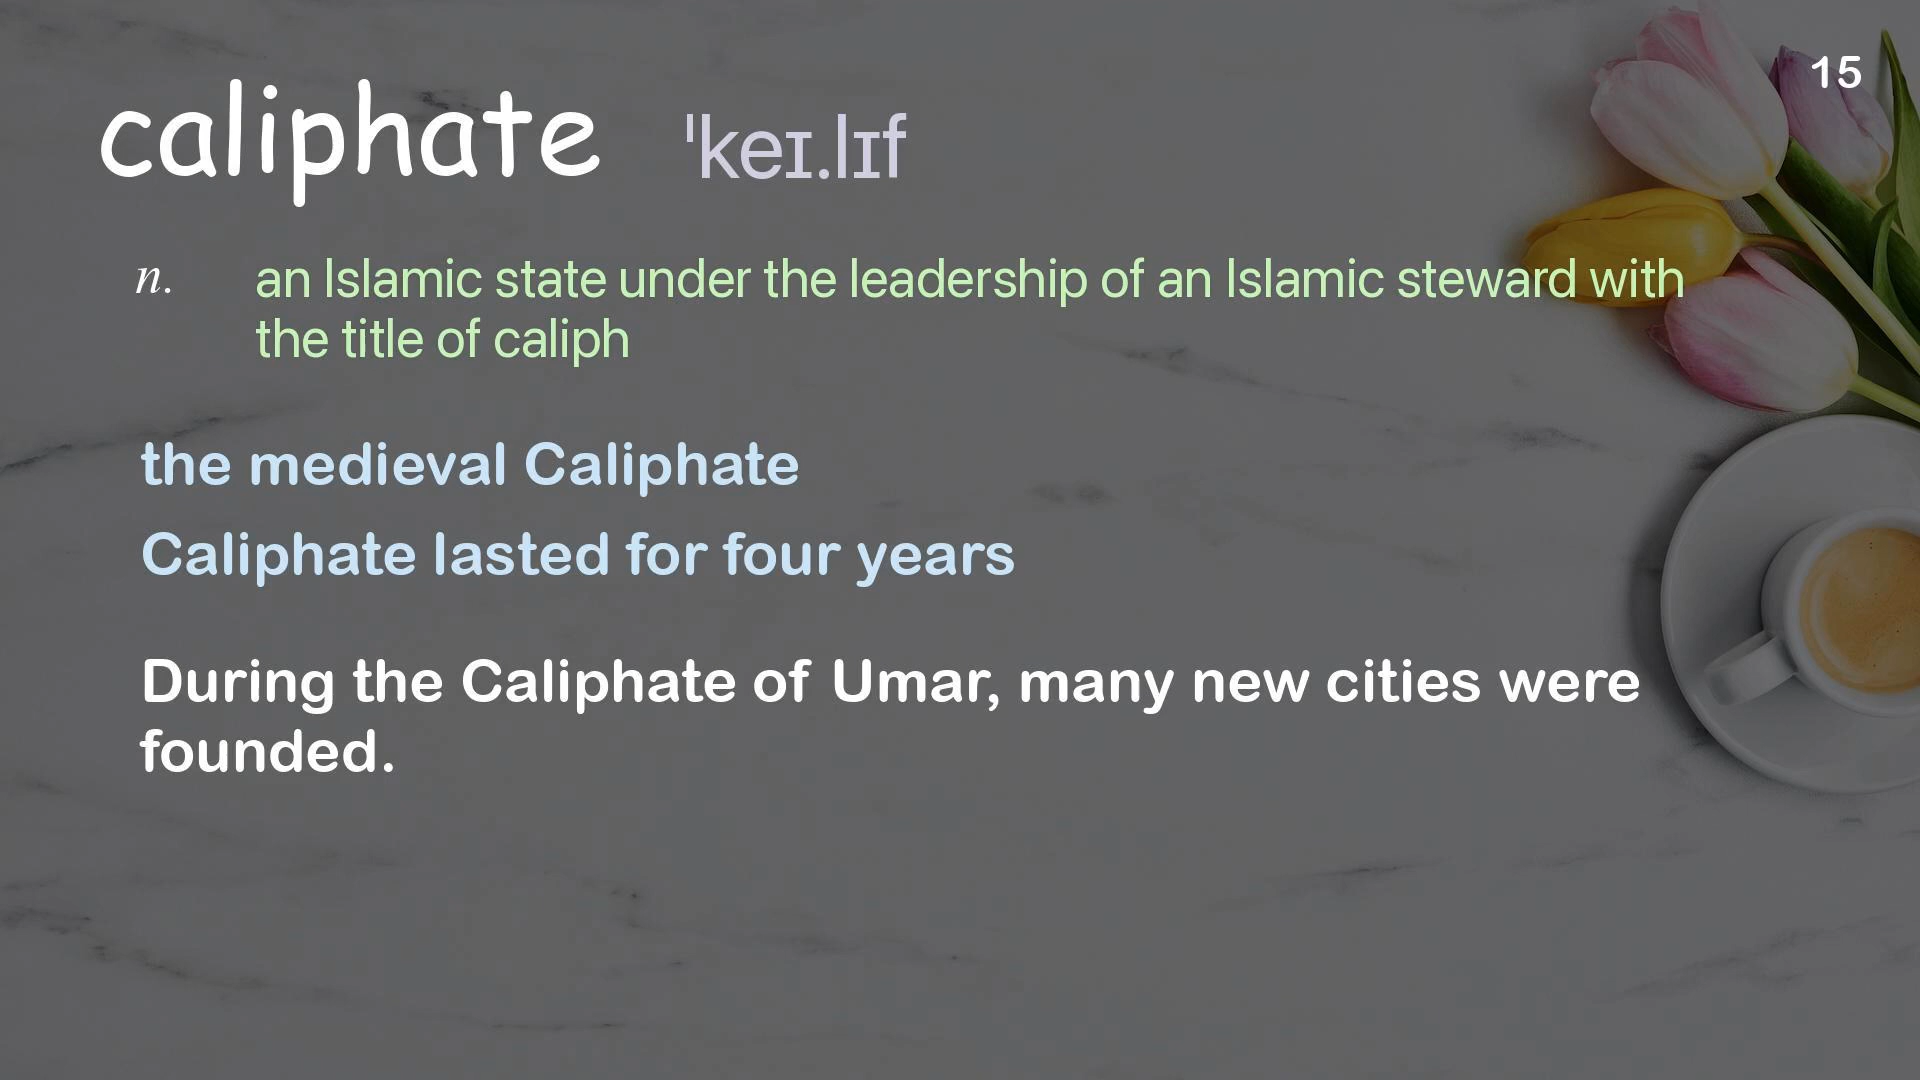 15
caliphate ˈkeɪ.lɪf
n. an Islamic state under the leadership of an Islamic steward with
the title of caliph
the medieval Caliphate
Caliphate lasted for four years
During the Caliphate of Umar, many new cities were
founded.